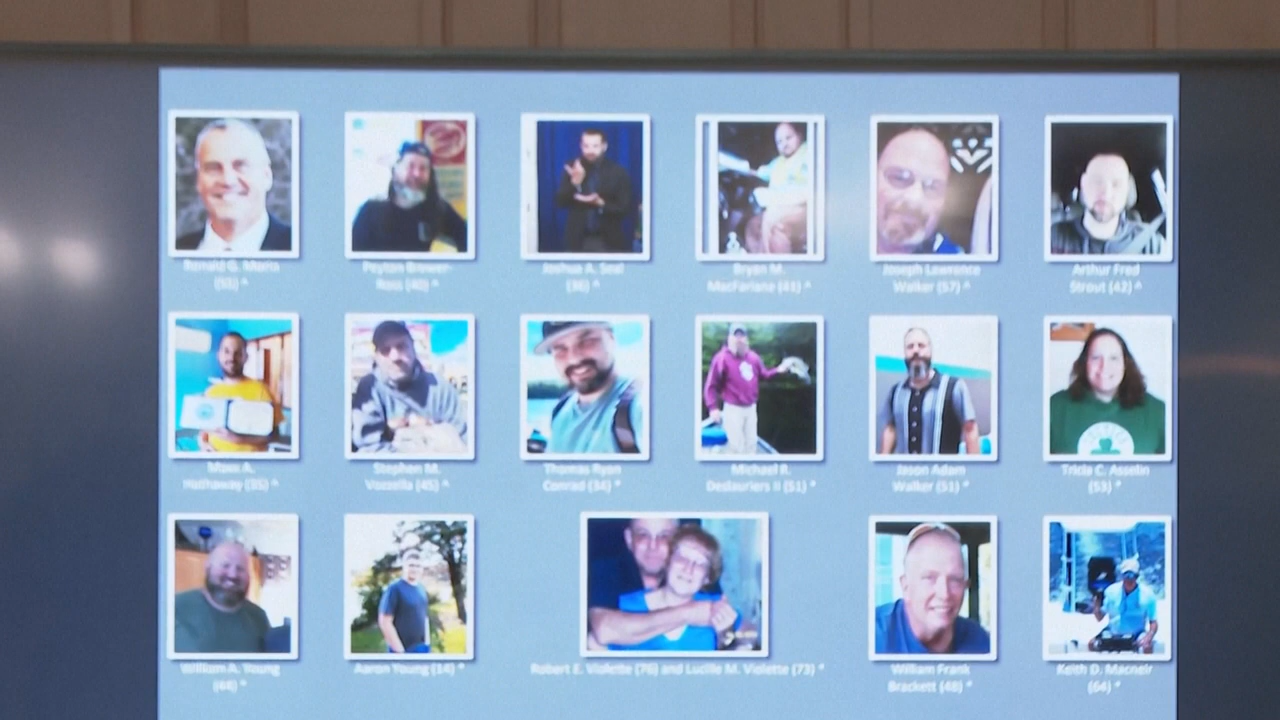 Ronald G. Morin
(55) ^
Peyton Brewer-
Ross (40) ^
Joshua A. Seal
(36) ^
Bryan M.
MacFarlane (41) ^
Joseph Lawrence
Walker (57) ^
Arthur Fred
Strout (42) ^
Maxx A.
Hathaway (35) ^
Stephen M.
Vozzella (45) ^
Thomas Ryan
Conrad (34) *
Michael R.
Deslauriers II (51) *
Jason Adam
Walker (51) *
Tricia C. Asselin
(53) *
William A. Young
(44) *
Aaron Young (14) *
Robert E. Violette (76) and Lucille M. Violette (73) *
William Frank
Brackett (48) *
Keith D. Macneir
(64) *